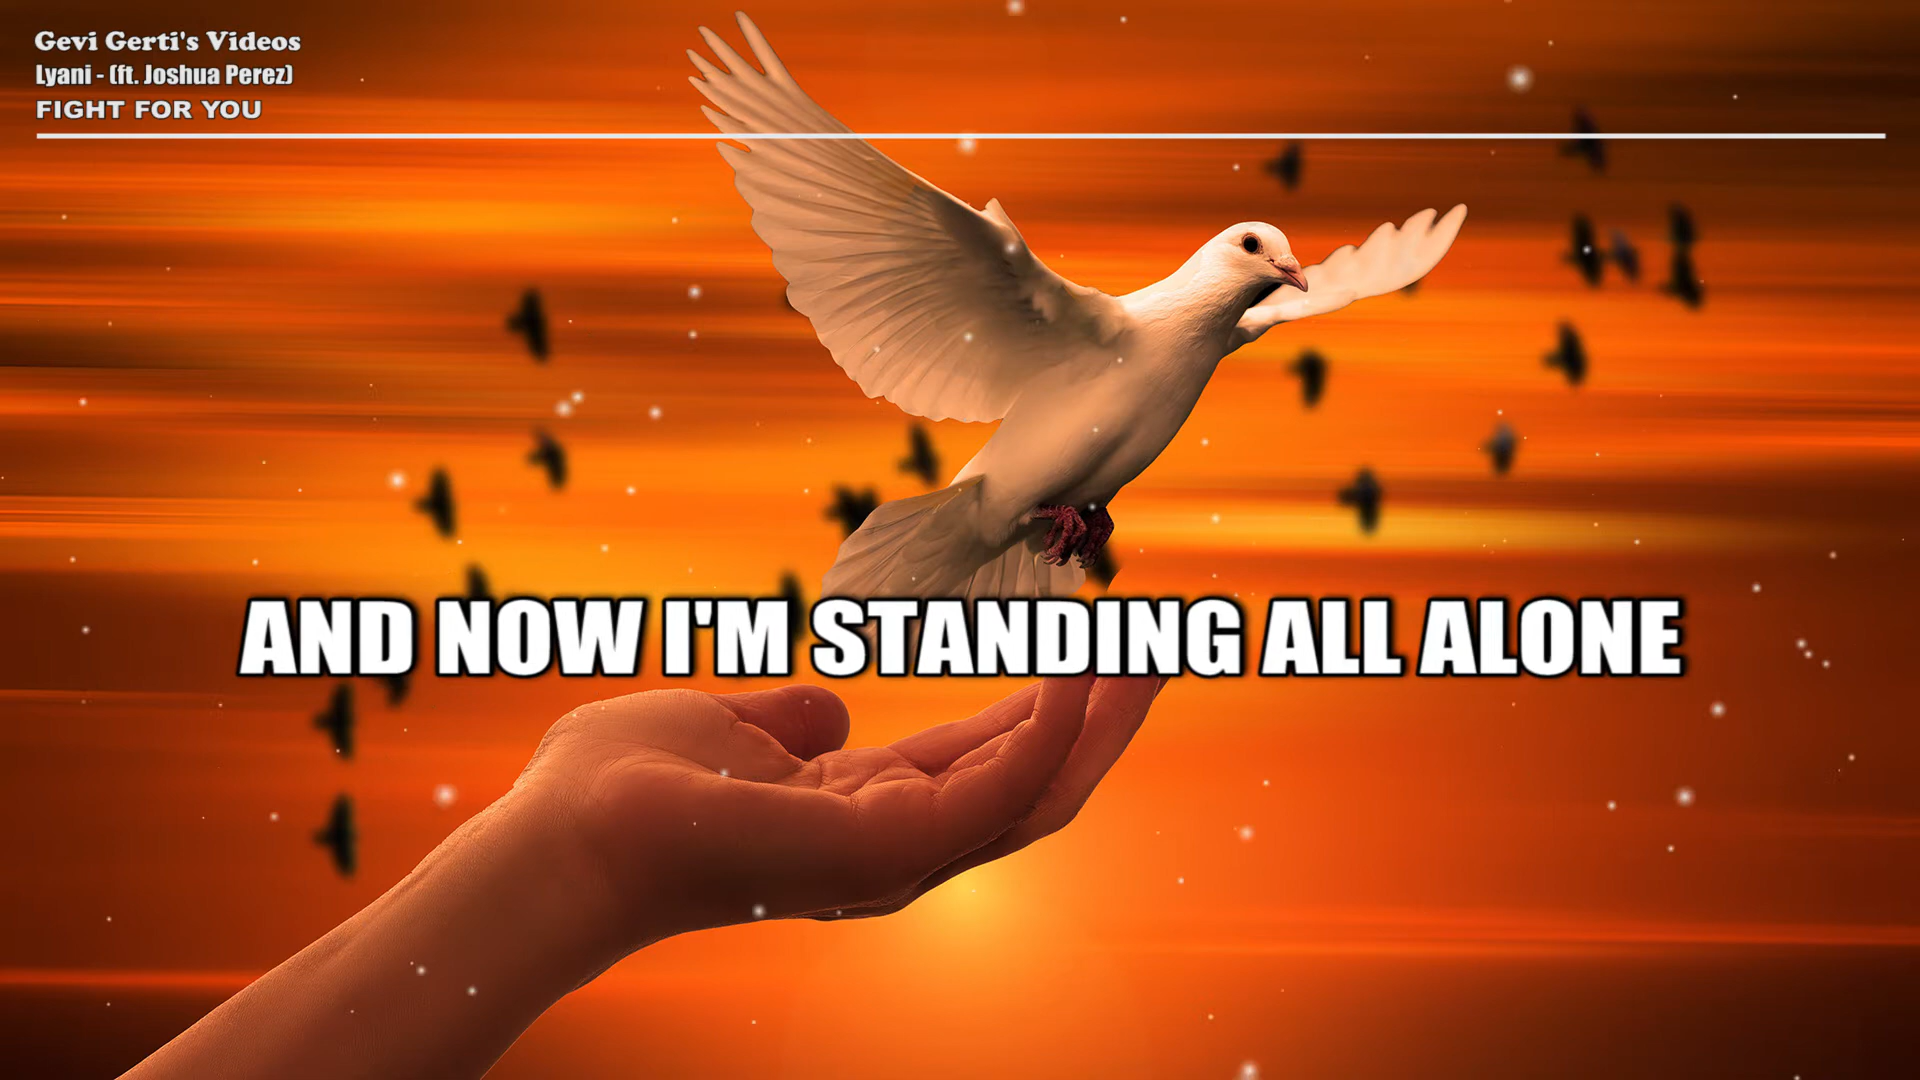 Gevi Gerti's Videos
Lyani - (ft. Joshua Perez)
FIGHT FOR YOU
AND NOW I'M STANDING ALL ALONE